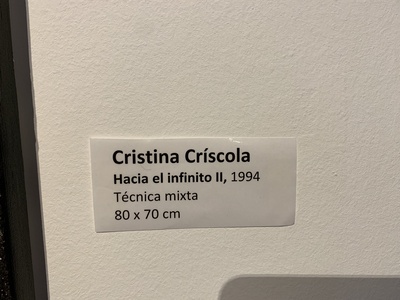 Cristina Críscola
Hacia el infinito II, 1994
Técnica mixta
80 x 70 cm